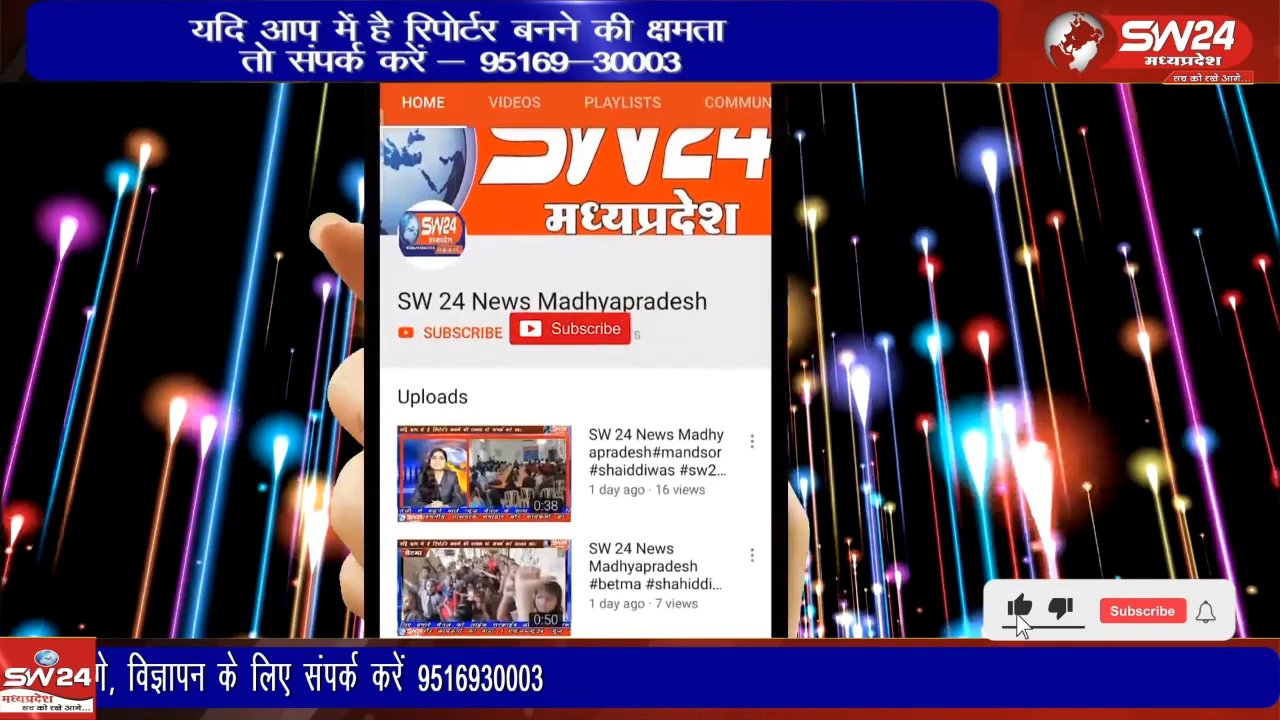 यदि आप में है रिपोर्टर बनने की क्षमता
तो संपर्क करें – 95169–30003
SW24
मध्यप्रदेश
सच को रखे आगे...
HOME VIDEOS PLAYLISTS COMMUN
SW24
मध्यप्रदेश
SW24
SW 24 News Madhyapradesh
SUBSCRIBE
Subscribe
Uploads
SW 24 News Madhy
apradesh#mandsor
#shaiddiwas #sw2...
1 day ago · 16 views
0:38
SW 24 News
Madhyapradesh
#betma #shahiddi...
1 day ago · 7 views
0:50
बेटमा
Subscribe
SW24
मध्यप्रदेश
सच को रखे आगे...
गे, विज्ञापन के लिए संपर्क करें 9516930003